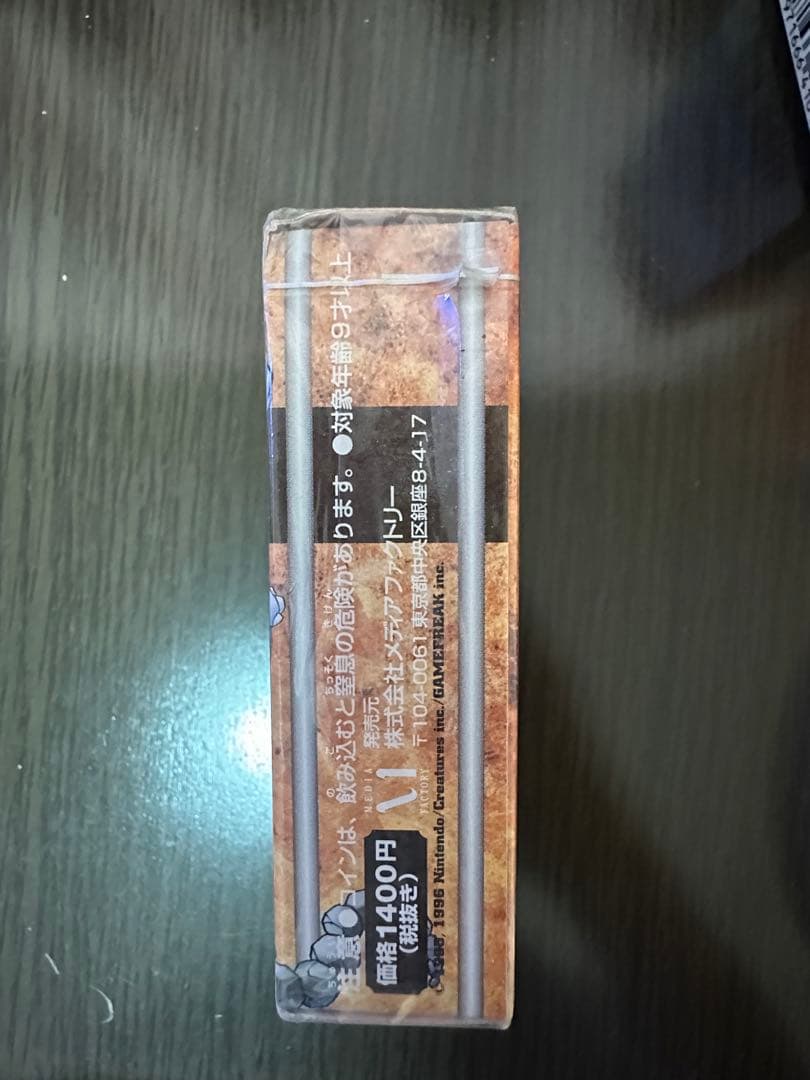 注意●コインは、飲み込むと窒息の危険があります。●対象年齢9才以上
価格1400円
(税抜き)
MEDIA
FACTORY
発売元
株式会社メディアファクトリー
〒104-0061 東京都中央区銀座8-4-17
1995, 1996 Nintendo/Creatures inc./GAMEFREAK inc.